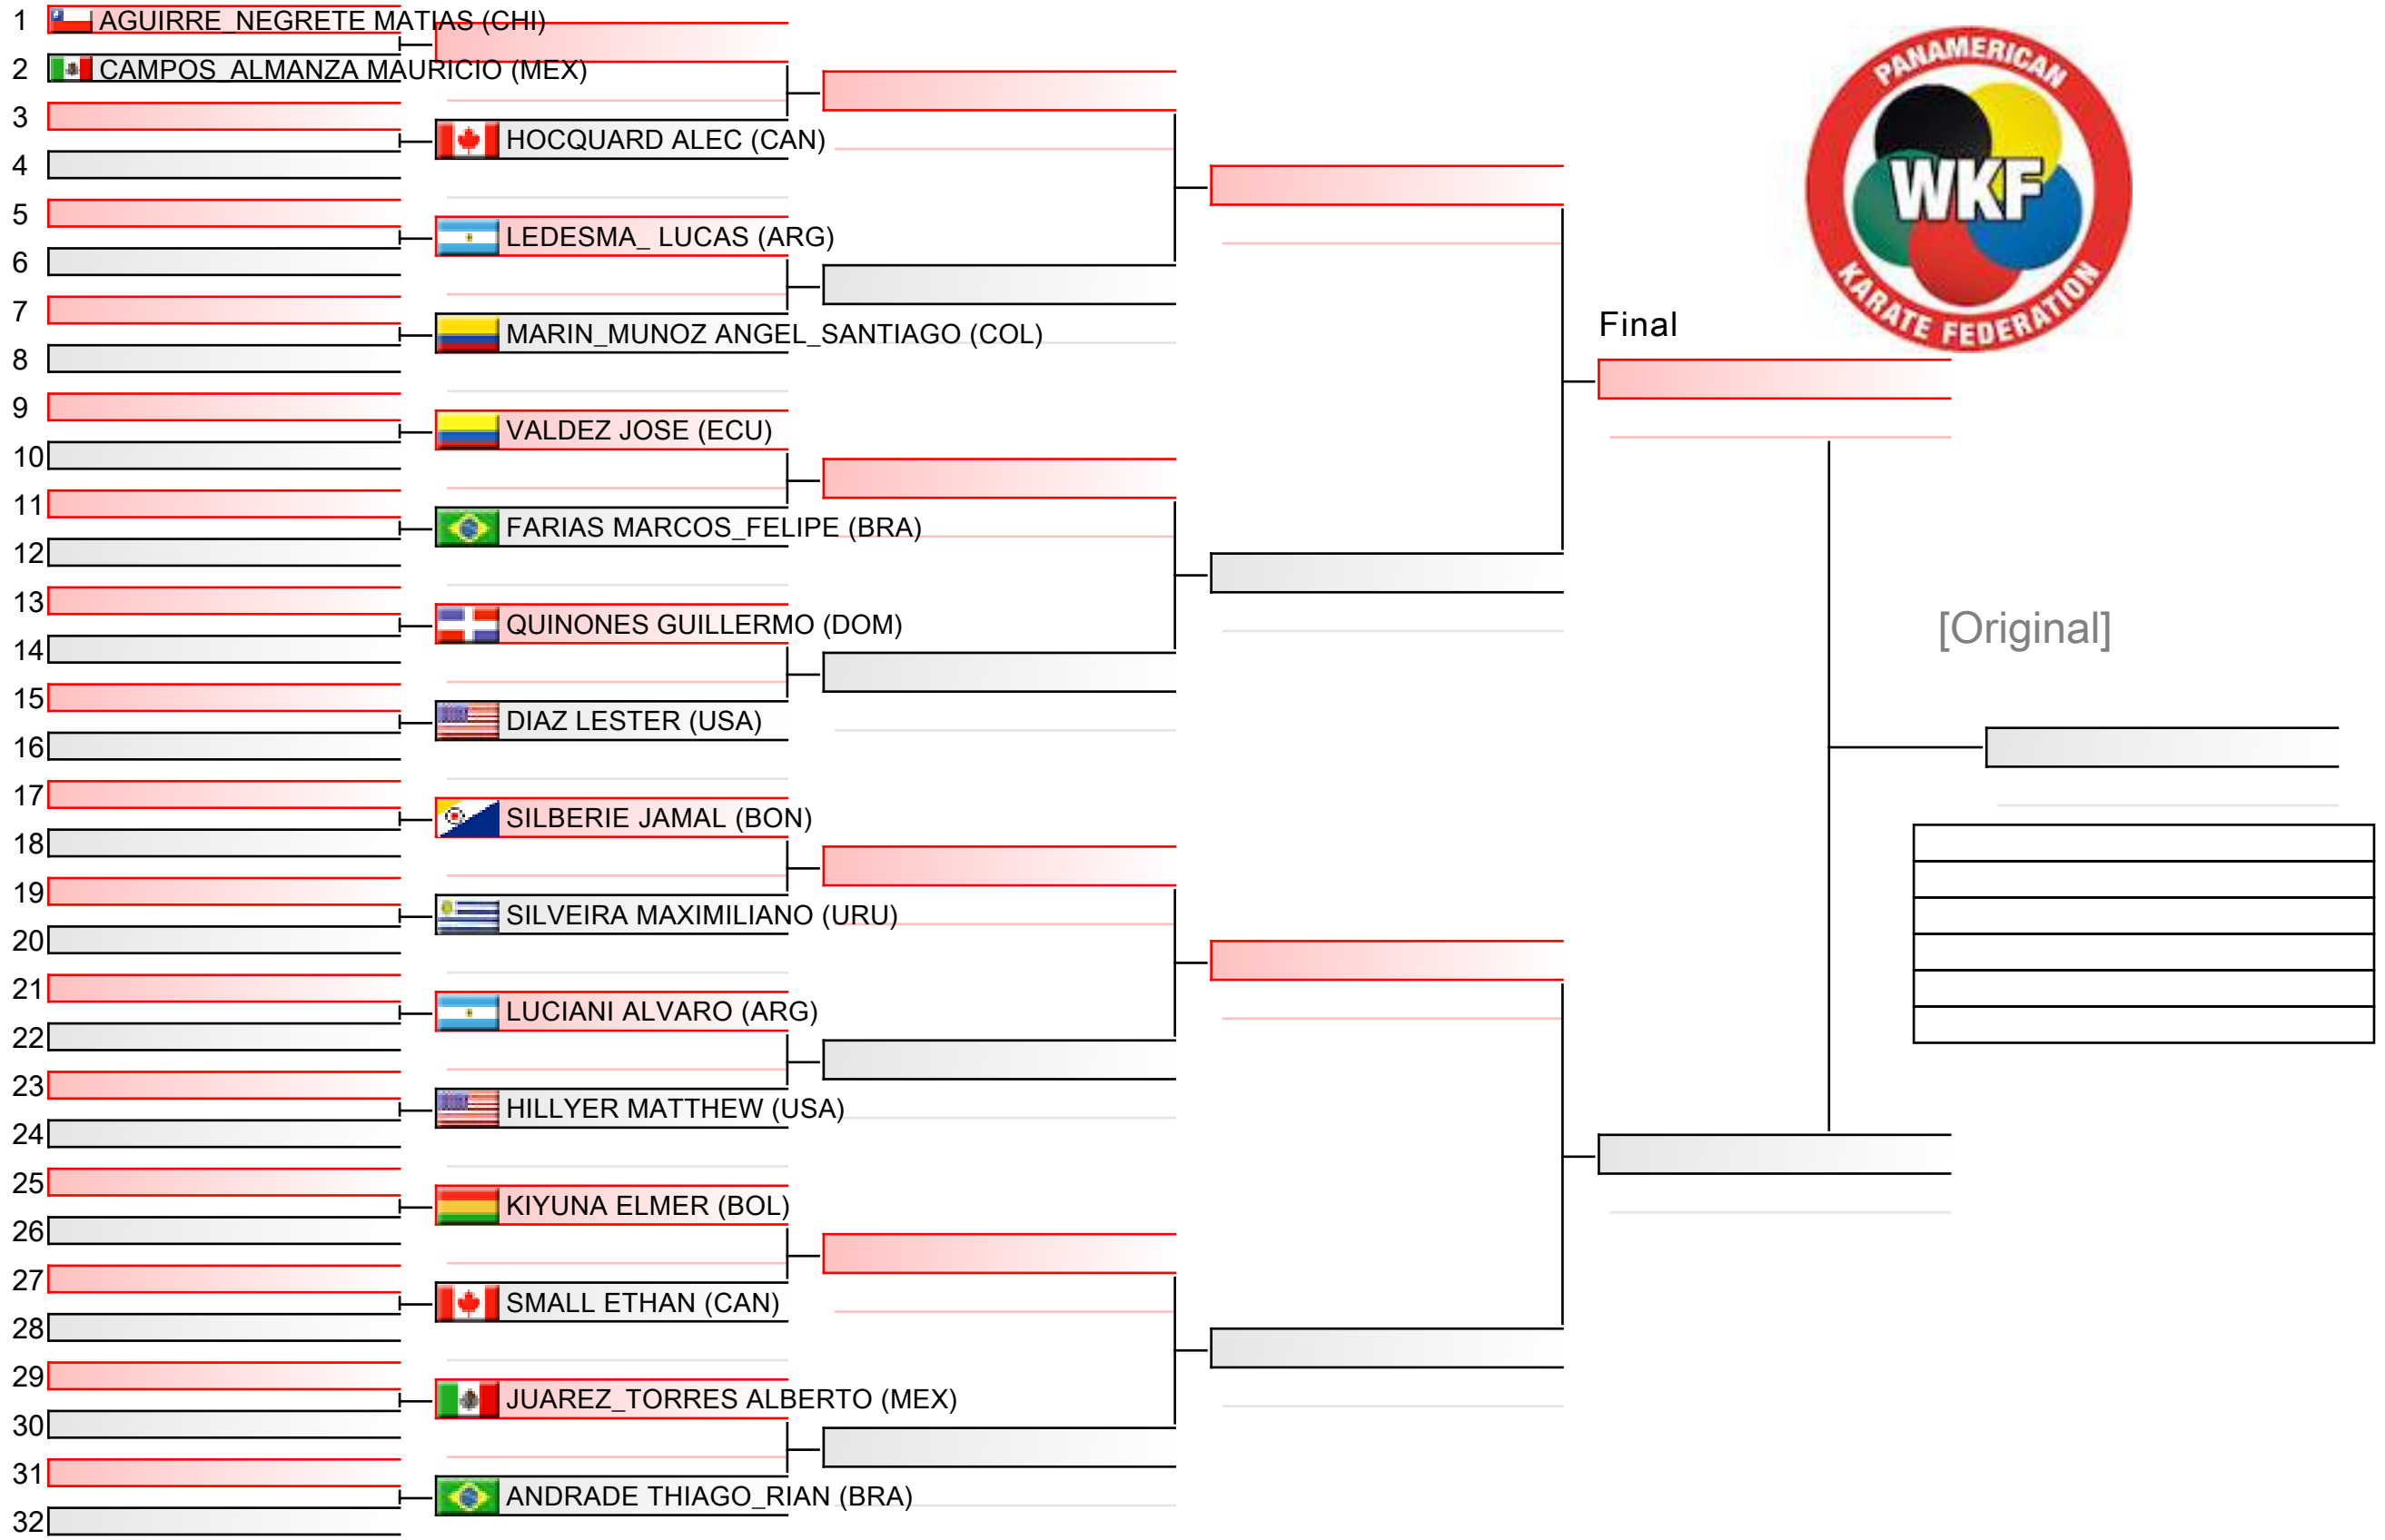 1 AGUIRRE_NEGRETE MATIAS (CHI)
2 CAMPOS_ALMANZA MAURICIO (MEX)
3
HOCQUARD ALEC (CAN)
4
5
LEDESMA_ LUCAS (ARG)
6
7
MARIN_MUNOZ ANGEL_SANTIAGO (COL)
8
9
VALDEZ JOSE (ECU)
10
11
FARIAS MARCOS_FELIPE (BRA)
12
13
QUINONES GUILLERMO (DOM)
14
15
DIAZ LESTER (USA)
16
17
SILBERIE JAMAL (BON)
18
19
SILVEIRA MAXIMILIANO (URU)
20
21
LUCIANI ALVARO (ARG)
22
23
HILLYER MATTHEW (USA)
24
25
KIYUNA ELMER (BOL)
26
27
SMALL ETHAN (CAN)
28
29
JUAREZ_TORRES ALBERTO (MEX)
30
31
ANDRADE THIAGO_RIAN (BRA)
32
Final
[Original]
PANAMERICAN
WKF
KARATE FEDERATION